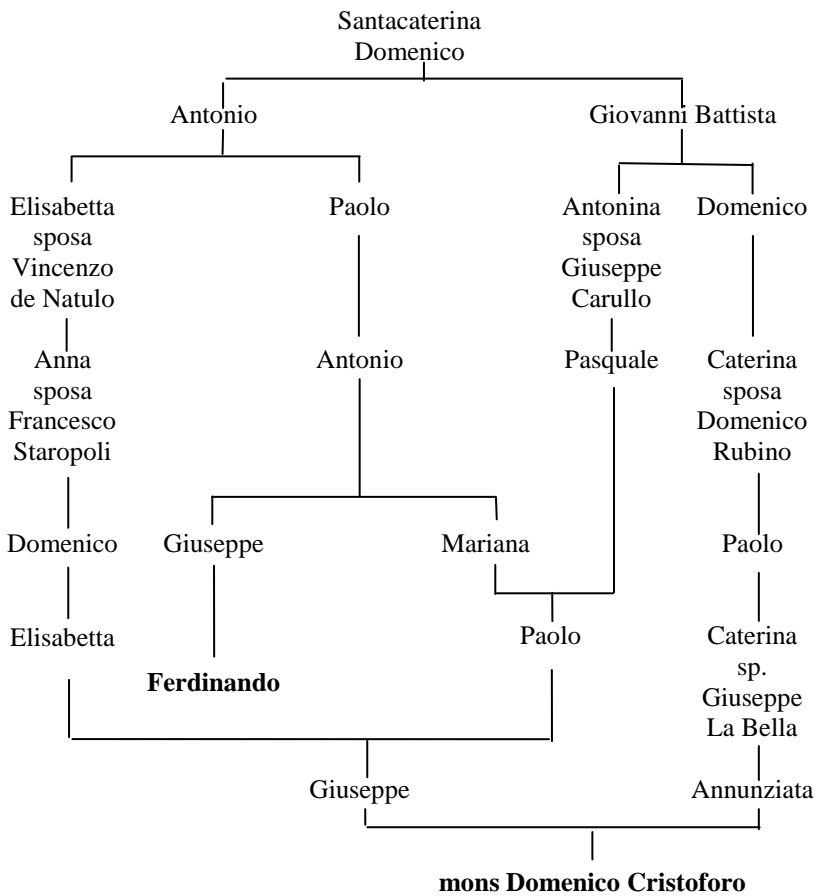 Santacaterina
Domenico
Antonio
Giovanni Battista
Elisabetta
sposa
Vincenzo
de Natulo
Paolo
Antonina
sposa
Giuseppe
Carullo
Domenico
Anna
sposa
Francesco
Staropoli
Antonio
Pasquale
Caterina
sposa
Domenico
Rubino
Domenico
Giuseppe
Mariana
Paolo
Elisabetta
Ferdinando
Paolo
Caterina
sp.
Giuseppe
La Bella
Giuseppe
Annunziata
mons Domenico Cristoforo